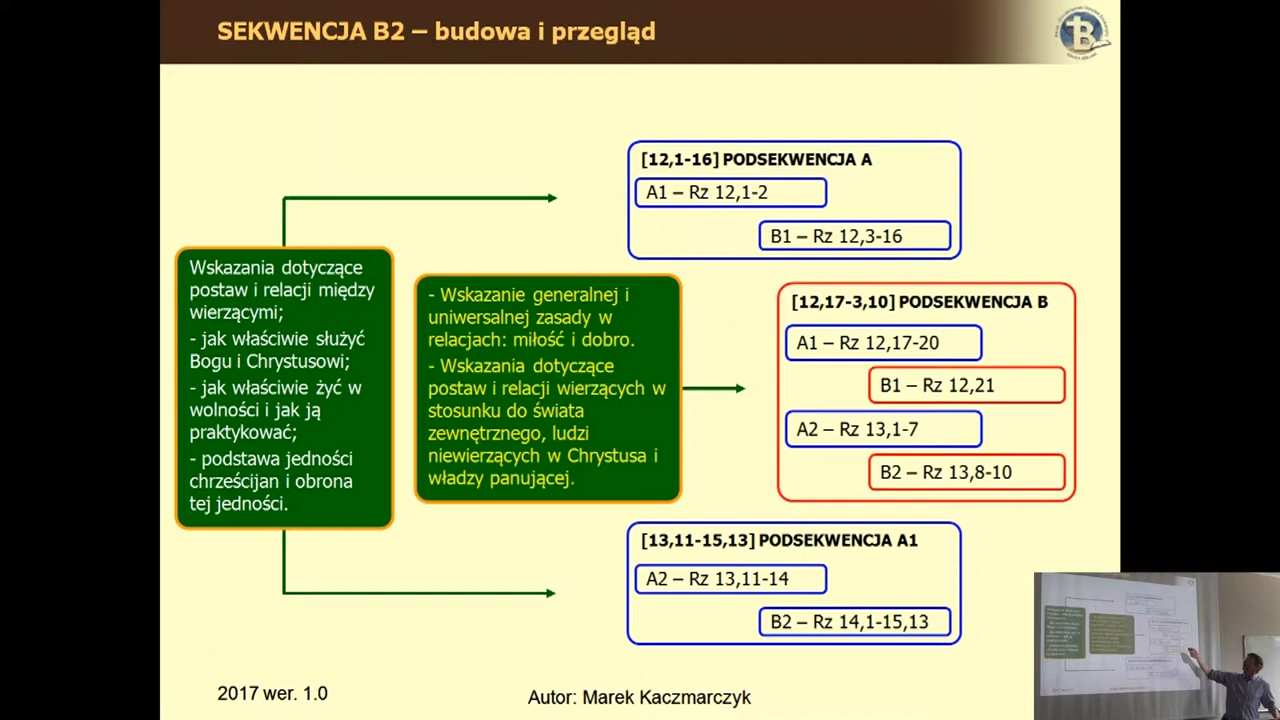 SEKWENCJA B2 – budowa i przegląd
B
[12,1-16] PODSEKWENCJA A
A1 – Rz 12,1-2
B1 – Rz 12,3-16
Wskazania dotyczące
postaw i relacji między
wierzącymi;
- jak właściwie służyć
Bogu i Chrystusowi;
- jak właściwie żyć w
wolności i jak ją
praktykować;
- podstawa jedności
chrześcijan i obrona
tej jedności.
- Wskazanie generalnej i
uniwersalnej zasady w
relacjach: miłość i dobro.
- Wskazania dotyczące
postaw i relacji wierzących w
stosunku do świata
zewnętrznego, ludzi
niewierzących w Chrystusa i
władzy panującej.
[12,17-3,10] PODSEKWENCJA B
A1 – Rz 12,17-20
B1 – Rz 12,21
A2 – Rz 13,1-7
B2 – Rz 13,8-10
[13,11-15,13] PODSEKWENCJA A1
A2 – Rz 13,11-14
B2 – Rz 14,1-15,13
2017 wer. 1.0
Autor: Marek Kaczmarczyk